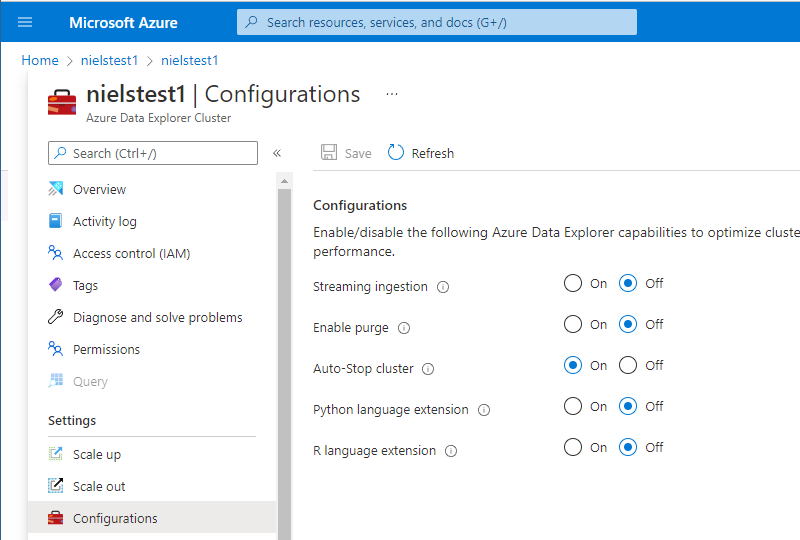 Microsoft Azure
Search resources, services, and docs (G+/)
Home > nielstest1 > nielstest1
nielstest1 | Configurations ...
Azure Data Explorer Cluster
Search (Ctrl+/) «
Save Refresh
Overview
Activity log
Access control (IAM)
Tags
Diagnose and solve problems
Permissions
Query
Settings
Scale up
Scale out
Configurations
Configurations
Enable/disable the following Azure Data Explorer capabilities to optimize cluste
performance.
Streaming ingestion On Off
Enable purge On Off
Auto-Stop cluster On Off
Python language extension On Off
R language extension On Off